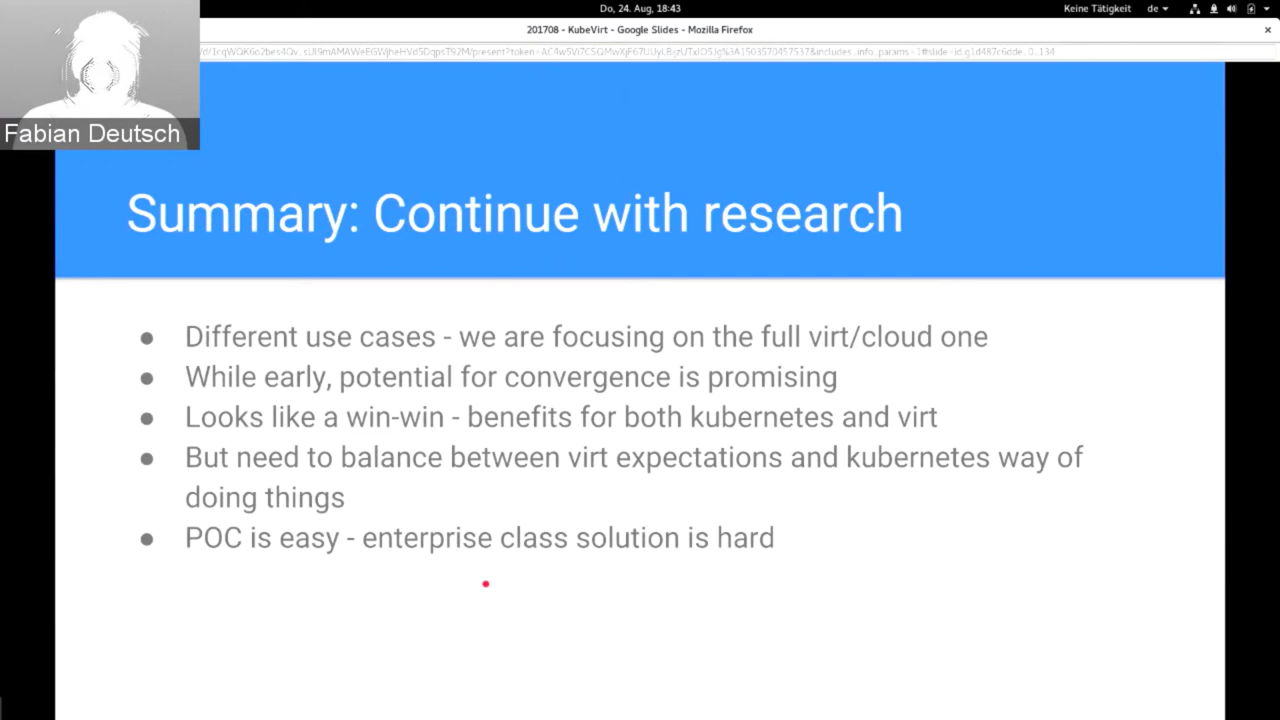 Do, 24. Aug, 18:43
Keine Tätigkeit
de
201708 - KubeVirt - Google Slides - Mozilla Firefox
Fabian Deutsch
Summary: Continue with research
Different use cases - we are focusing on the full virt/cloud one
While early, potential for convergence is promising
Looks like a win-win - benefits for both kubernetes and virt
But need to balance between virt expectations and kubernetes way of
doing things
POC is easy - enterprise class solution is hard